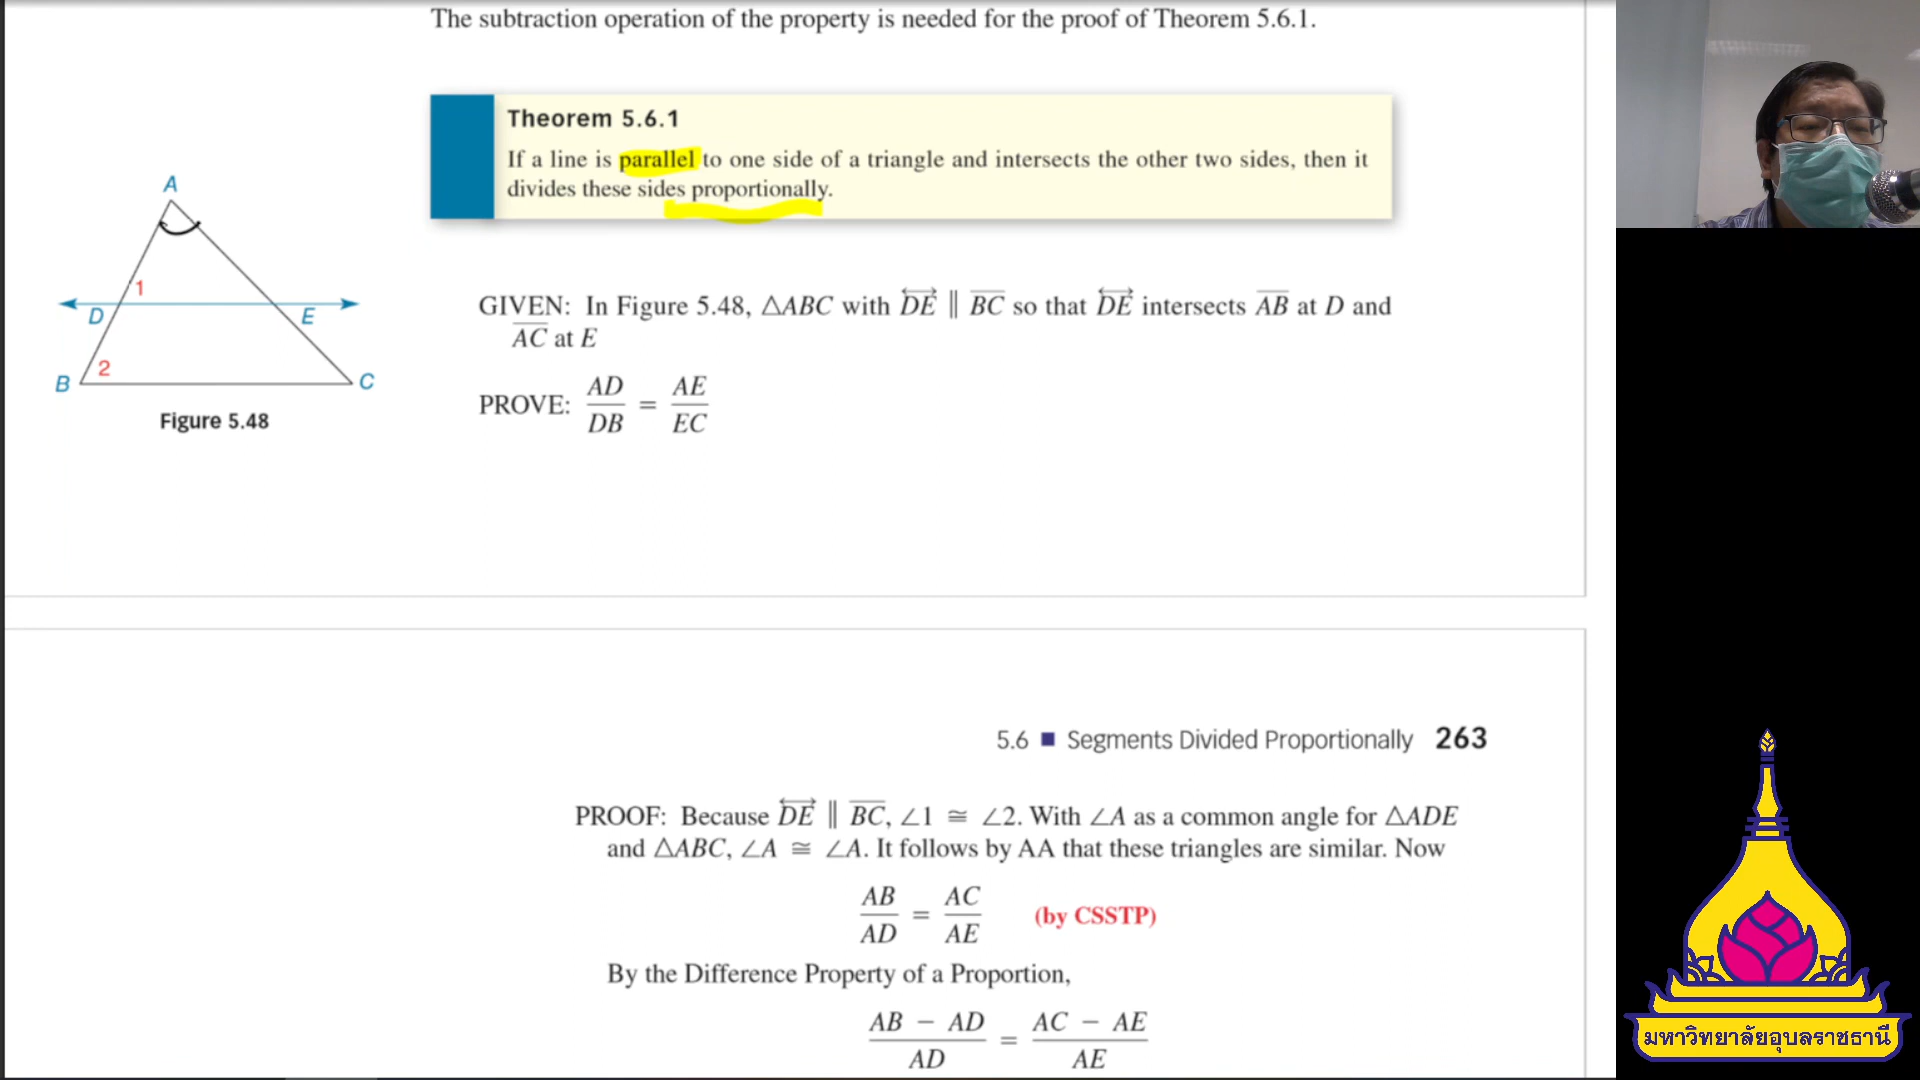 The subtraction operation of the property is needed for the proof of Theorem 5.6.1.
Theorem 5.6.1
If a line is parallel to one side of a triangle and intersects the other two sides, then it
divides these sides proportionally.
A
1
D
E
2
B
C
Figure 5.48
GIVEN: In Figure 5.48, △ABC with DE ∥ BC so that DE intersects AB at D and
AC at E
PROVE: AD/DB = AE/EC
5.6 ■ Segments Divided Proportionally 263
PROOF: Because DE ∥ BC, ∠1 ≅ ∠2. With ∠A as a common angle for △ADE
and △ABC, ∠A ≅ ∠A. It follows by AA that these triangles are similar. Now
AB/AD = AC/AE (by CSSTP)
By the Difference Property of a Proportion,
(AB − AD)/AD = (AC − AE)/AE
มหาวิทยาลัยอุบลราชธานี